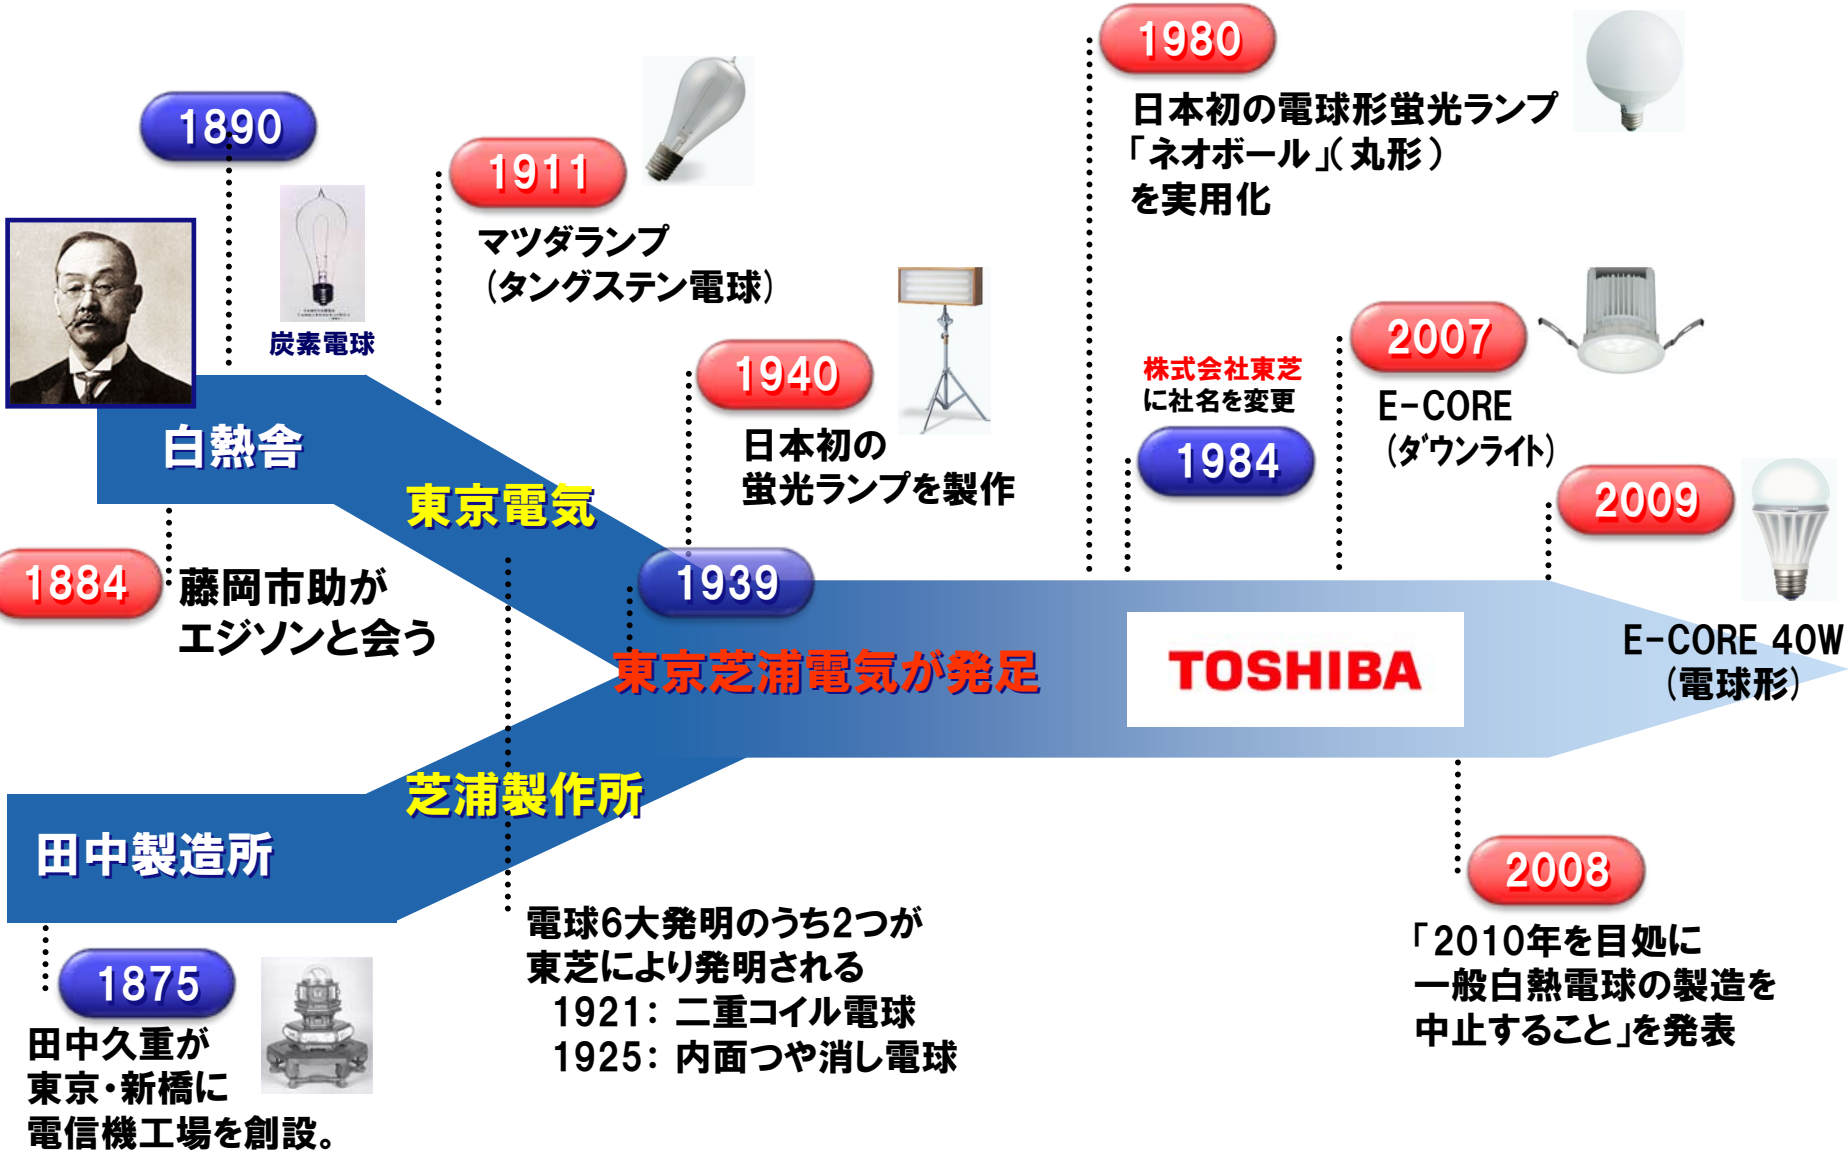 1890
炭素電球
白熱舎
1884
藤岡市助が
エジソンと会う
1911
マツダランプ
(タングステン電球)
東京電気
1940
日本初の
蛍光ランプを製作
1939
東京芝浦電気が発足
1980
日本初の電球形蛍光ランプ
「ネオボール」(丸形)
を実用化
株式会社東芝
に社名を変更
1984
TOSHIBA
2007
E-CORE
(ダウンライト)
2009
E-CORE 40W
(電球形)
芝浦製作所
田中製造所
1875
田中久重が
東京・新橋に
電信機工場を創設。
電球6大発明のうち2つが
東芝により発明される
1921: 二重コイル電球
1925: 内面つや消し電球
2008
「2010年を目処に
一般白熱電球の製造を
中止すること」を発表